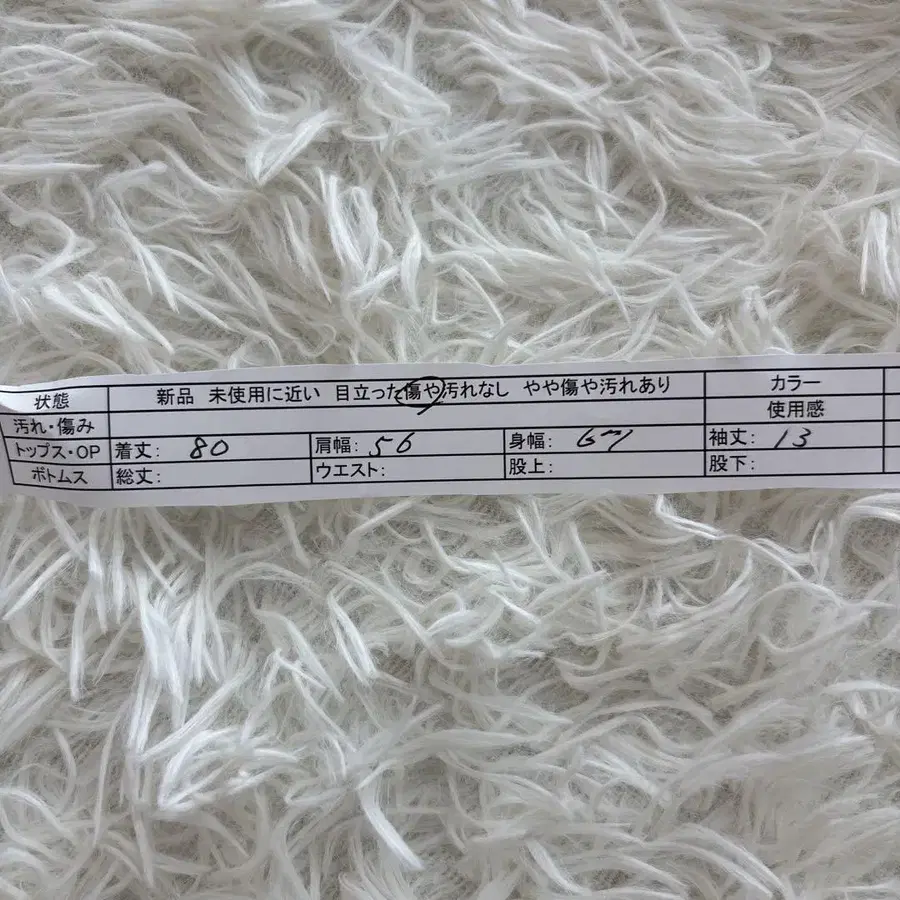 状態 新品 未使用に近い 目立った傷や汚れなし やや傷や汚れあり カラー
汚れ・傷み 使用感
トップス・OP 着丈: 80 肩幅: 56 身幅: 袖丈: 13
ボトムス 総丈: ウエスト: 股上: 股下: